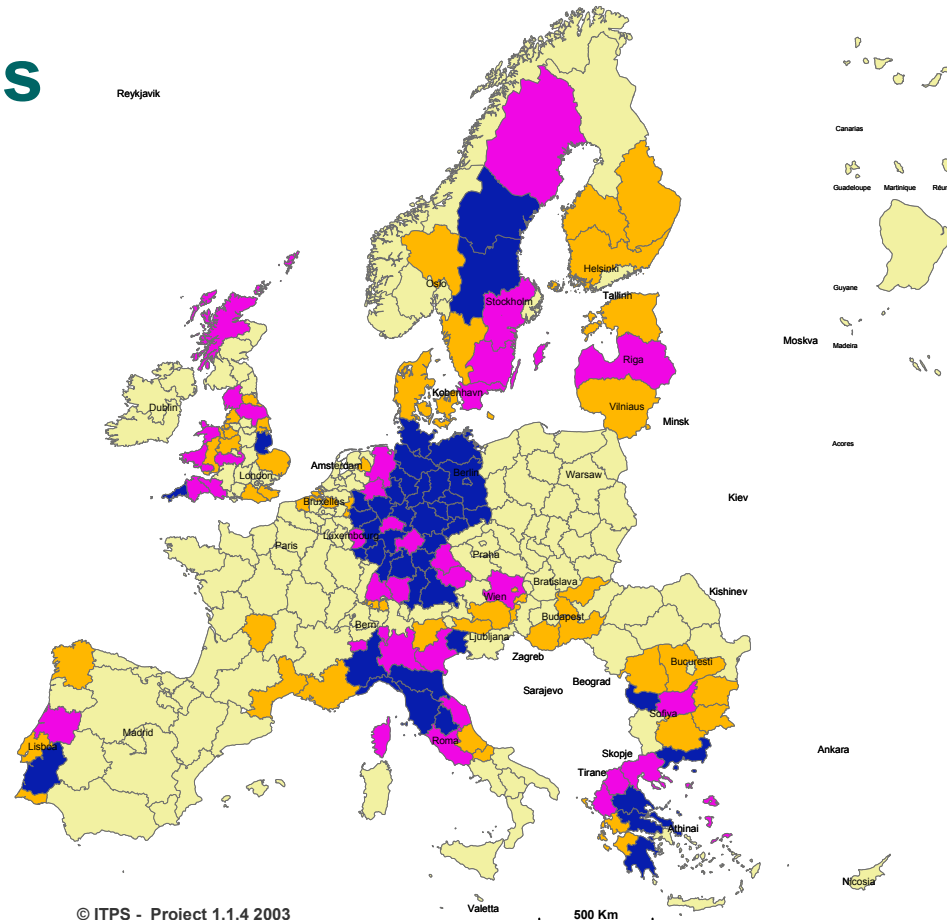 s
Reykjavik
Canarias
Guadeloupe
Martinique
Réun
Oslo
Helsinki
Guyane
Tallinn
Stockholm
Moskva
Madeira
Riga
Kobenhavn
Dublin
Vilniaus
Minsk
Acores
Amsterdam
Berlin
Warsaw
London
Kiev
Bruxelles
Luxembourg
Paris
Praha
Bratislava
Kishinev
Wien
Budapest
Bern
Ljubljana
Zagreb
Bucuresti
Beograd
Sarajevo
Sofiya
Madrid
Lisboa
Roma
Skopje
Ankara
Tirane
Athinai
Nicosia
Valetta
© ITPS - Project 1.1.4 2003
500 Km